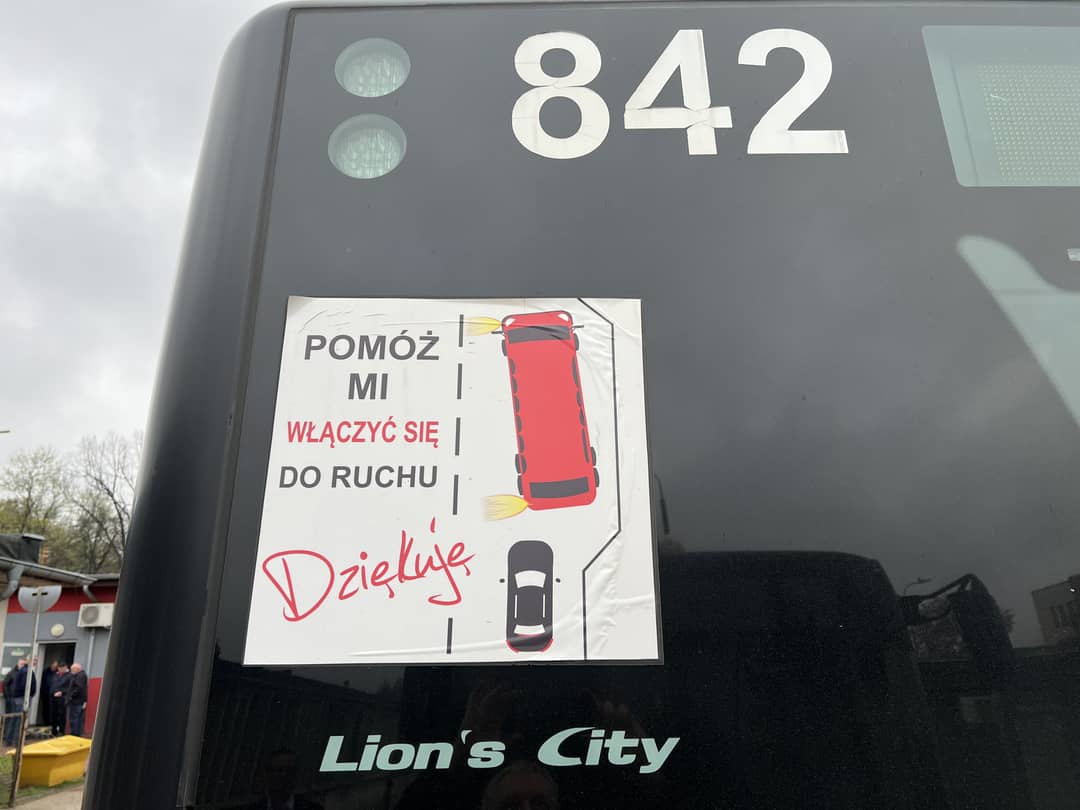 842
POMÓŻ
MI
WŁĄCZYĆ SIĘ
DO RUCHU
Dziękuję
Lion's City